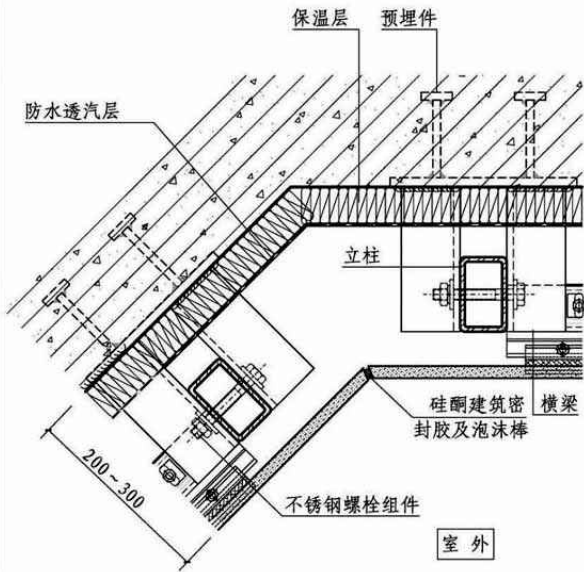 保温层
预埋件
防水透汽层
立柱
硅酮建筑密
封胶及泡沫棒
横梁
200～300
不锈钢螺栓组件
室外